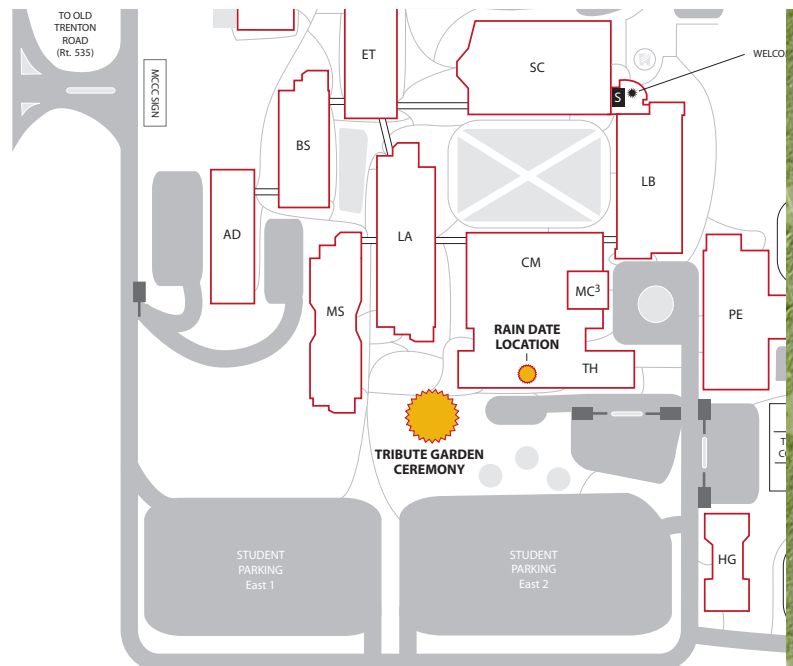 TO OLD
TRENTON
ROAD
(Rt. 535)
MCCC SIGN
ET
SC
WELCO
S
BS
LB
AD
LA
CM
MC³
MS
PE
RAIN DATE
LOCATION
TH
TRIBUTE GARDEN
CEREMONY
T
CO
STUDENT
PARKING
East 1
STUDENT
PARKING
East 2
HG